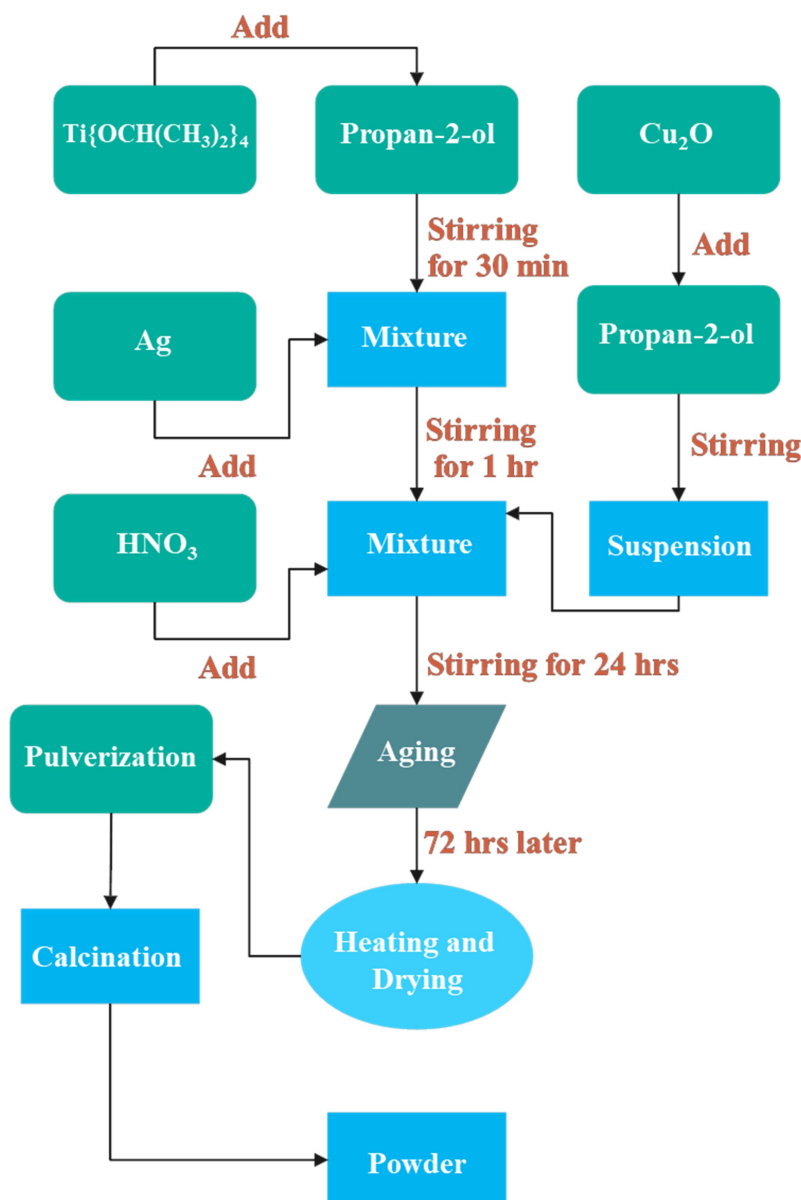 Add
Ti{OCH(CH₃)₂}₄
Propan-2-ol
Cu₂O
Stirring
for 30 min
Add
Ag
Mixture
Propan-2-ol
Add
Stirring
for 1 hr
Stirring
HNO₃
Mixture
Suspension
Add
Stirring for 24 hrs
Pulverization
Aging
72 hrs later
Calcination
Heating and
Drying
Powder